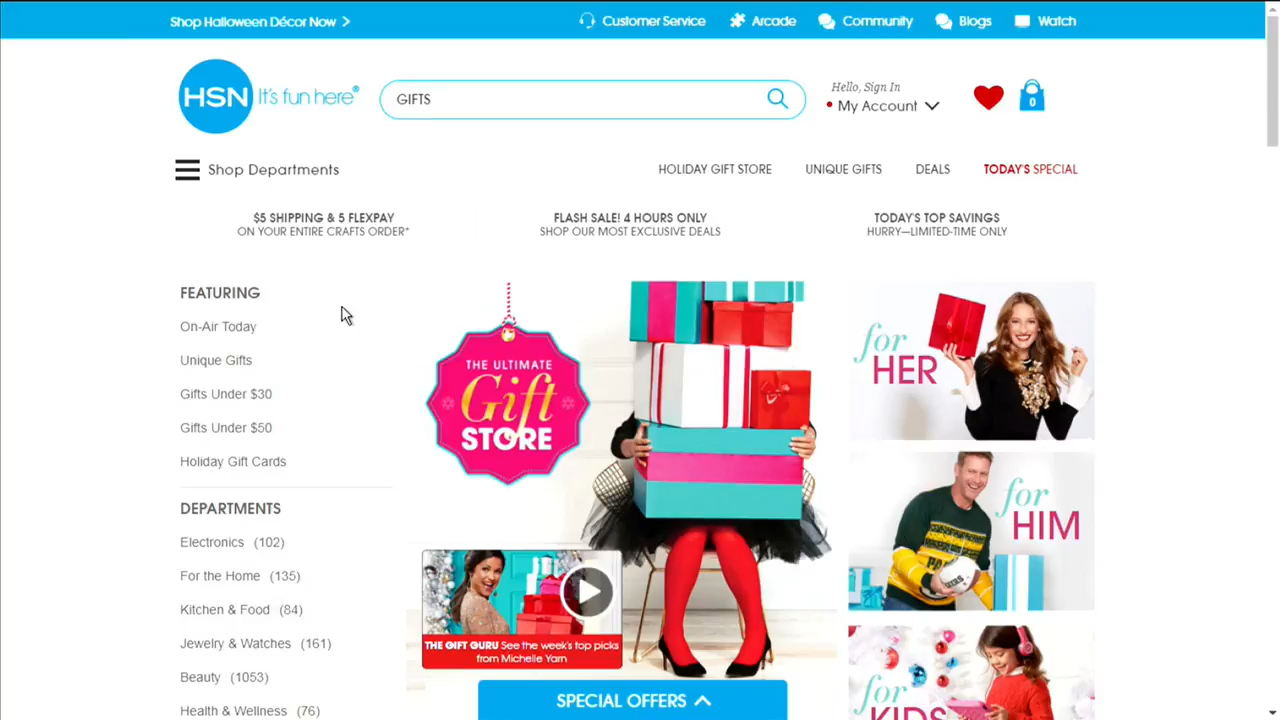 Shop Halloween Décor Now
Customer Service
Arcade
Community
Blogs
Watch
HSN It's fun here®
GIFTS
Hello, Sign In
My Account
0
Shop Departments
HOLIDAY GIFT STORE
UNIQUE GIFTS
DEALS
TODAY'S SPECIAL
$5 SHIPPING & 5 FLEXPAY
ON YOUR ENTIRE CRAFTS ORDER*
FLASH SALE! 4 HOURS ONLY
SHOP OUR MOST EXCLUSIVE DEALS
TODAY'S TOP SAVINGS
HURRY—LIMITED-TIME ONLY
FEATURING
On-Air Today
Unique Gifts
Gifts Under $30
Gifts Under $50
Holiday Gift Cards
DEPARTMENTS
Electronics (102)
For the Home (135)
Kitchen & Food (84)
Jewelry & Watches (161)
Beauty (1053)
Health & Wellness (76)
THE ULTIMATE
Gift
STORE
THE GIFT GURU See the week's top picks
from Michelle Yarn
SPECIAL OFFERS
for
HER
for
HIM
for
KIDS